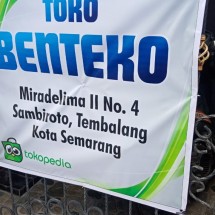 TOKO
BENTEKO
Miradelima II No. 4
Sambiroto, Tembalang
Kota Semarang
tokopedia